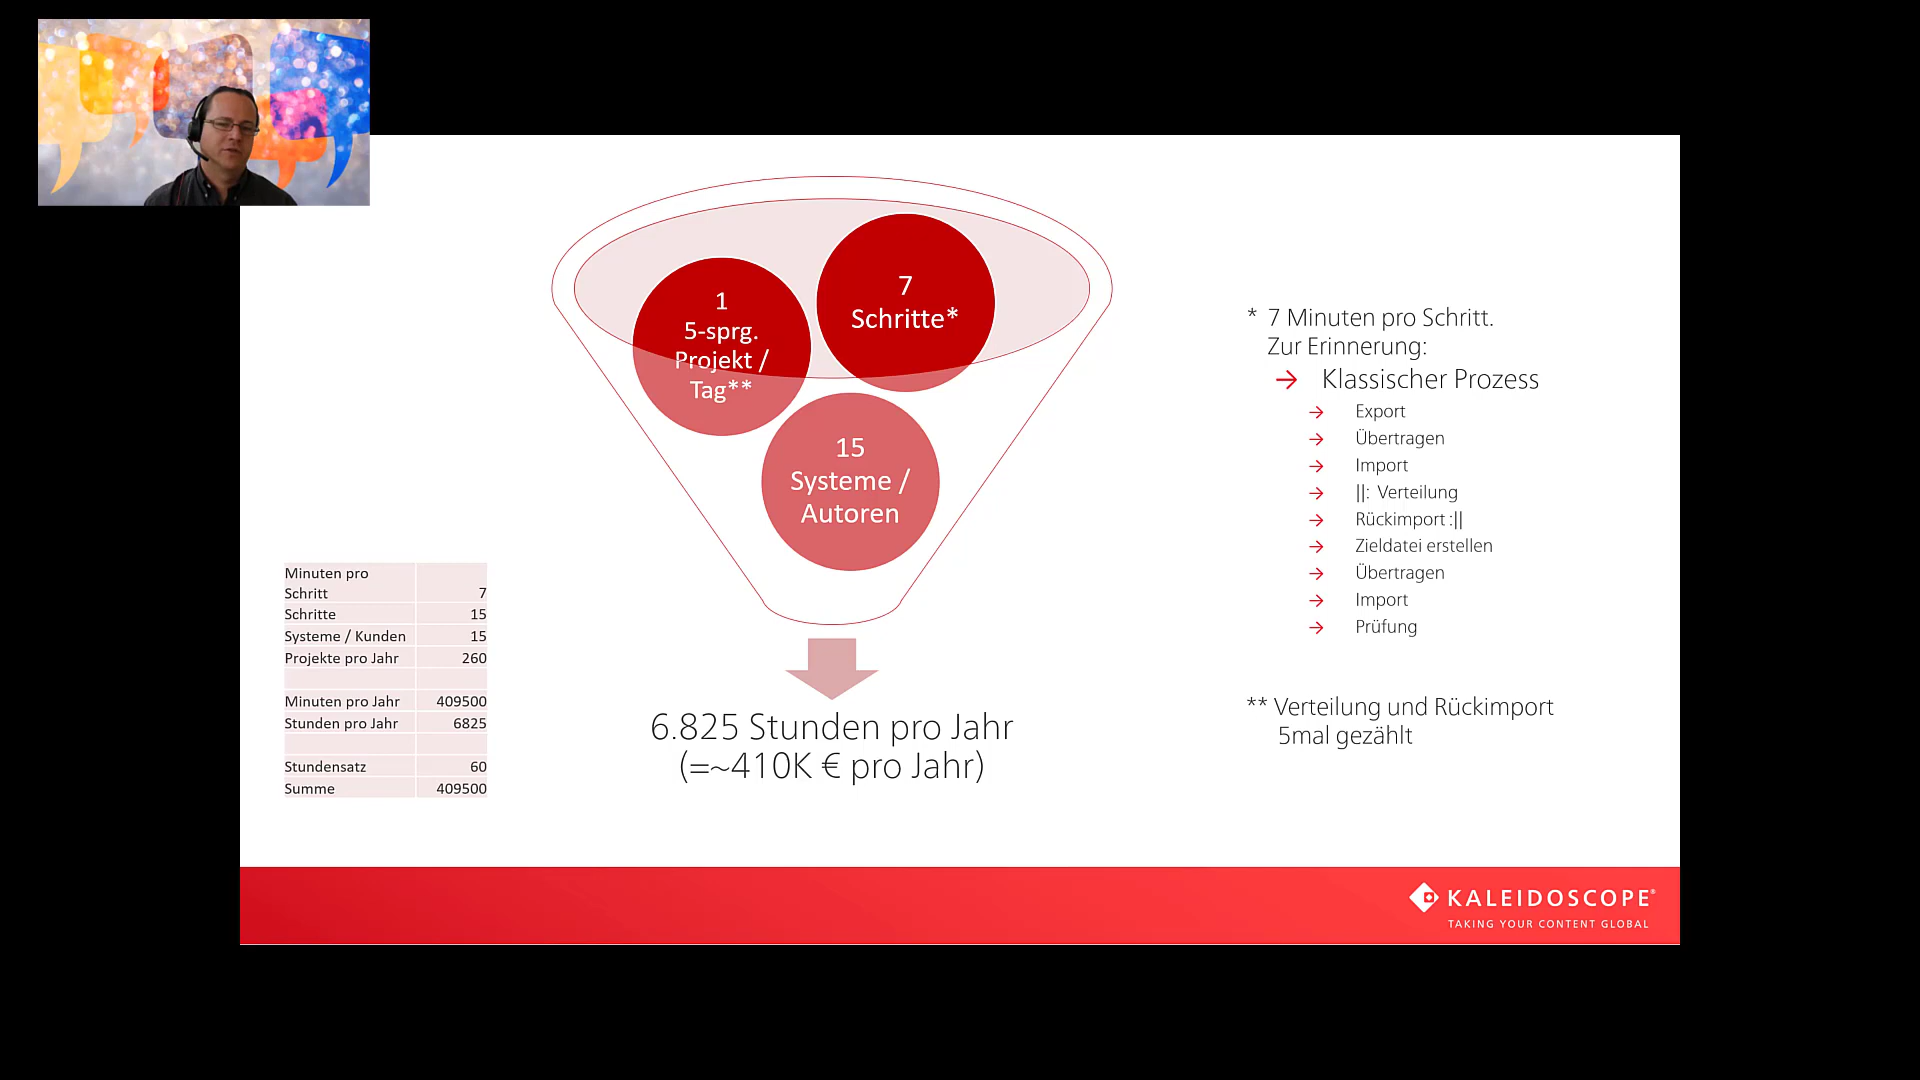 1
5-sprg.
Projekt /
Tag**
7
Schritte*
15
Systeme /
Autoren
6.825 Stunden pro Jahr
(=~410K € pro Jahr)
Minuten pro
Schritt 7
Schritte 15
Systeme / Kunden 15
Projekte pro Jahr 260
Minuten pro Jahr 409500
Stunden pro Jahr 6825
Stundensatz 60
Summe 409500
* 7 Minuten pro Schritt.
Zur Erinnerung:
→ Klassischer Prozess
→ Export
→ Übertragen
→ Import
→ ||: Verteilung
→ Rückimport :||
→ Zieldatei erstellen
→ Übertragen
→ Import
→ Prüfung
** Verteilung und Rückimport
5mal gezählt
KALEIDOSCOPE®
TAKING YOUR CONTENT GLOBAL